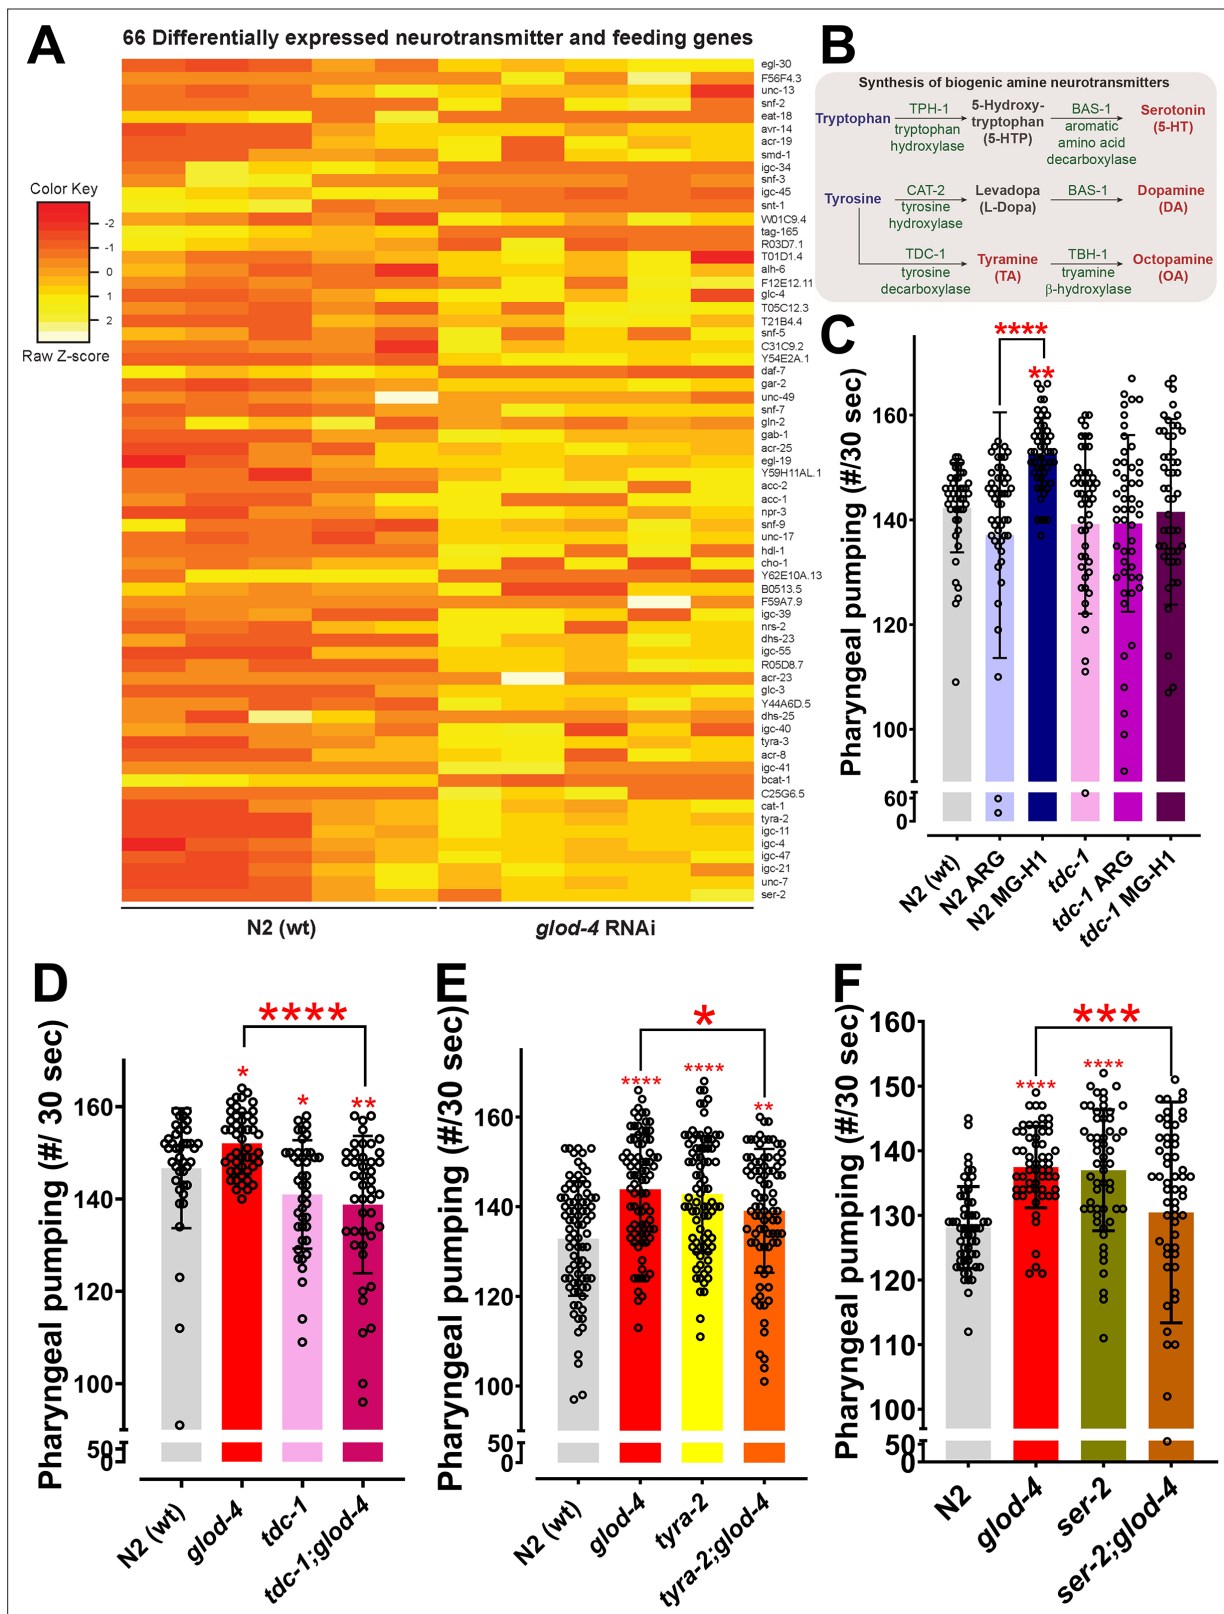 A
66 Differentially expressed neurotransmitter and feeding genes
Color Key
-2
-1
0
1
2
Raw Z-score
egl-30
F56F4.3
unc-13
snf-2
eat-18
avr-14
acr-19
smd-1
igc-34
snf-3
igc-45
snt-1
W01C9.4
tag-165
R03D7.1
T01D1.4
alh-6
F12E12.11
glc-4
T05C12.3
T21B4.4
snf-5
C31C9.2
Y54E2A.1
daf-7
gar-2
unc-49
snf-7
gln-2
gab-1
acr-25
egl-19
Y59H11AL.1
acc-2
acc-1
npr-3
snf-9
unc-17
hdl-1
cho-1
Y62E10A.13
B0513.5
F59A7.9
igc-39
nrs-2
dhs-23
igc-55
R05D8.7
acr-23
glc-3
Y44A6D.5
dhs-25
igc-40
tyra-3
acr-8
igc-41
bcat-1
C25G6.5
cat-1
tyra-2
igc-11
igc-4
igc-47
igc-21
unc-7
ser-2
N2 (wt)
glod-4 RNAi
B
Synthesis of biogenic amine neurotransmitters
Tryptophan
TPH-1
tryptophan
hydroxylase
5-Hydroxy-
tryptophan
(5-HTP)
BAS-1
aromatic
amino acid
decarboxylase
Serotonin
(5-HT)
Tyrosine
CAT-2
tyrosine
hydroxylase
Levadopa
(L-Dopa)
BAS-1
Dopamine
(DA)
TDC-1
tyrosine
decarboxylase
Tyramine
(TA)
TBH-1
tryamine
β-hydroxylase
Octopamine
(OA)
C
Pharyngeal pumping (#/30 sec)
160
140
120
100
60
0
****
**
N2 (wt)
N2 ARG
N2 MG-H1
tdc-1
tdc-1 ARG
tdc-1 MG-H1
D
Pharyngeal pumping (#/ 30 sec)
160
140
120
100
50
0
****
*
*
**
N2 (wt)
glod-4
tdc-1
tdc-1;glod-4
E
Pharyngeal pumping (#/30 sec)
160
140
120
100
50
0
*
****
****
**
N2 (wt)
glod-4
tyra-2
tyra-2;glod-4
F
Pharyngeal pumping (#/30 sec)
160
150
140
130
120
110
100
50
0
***
****
****
N2
glod-4
ser-2
ser-2;glod-4